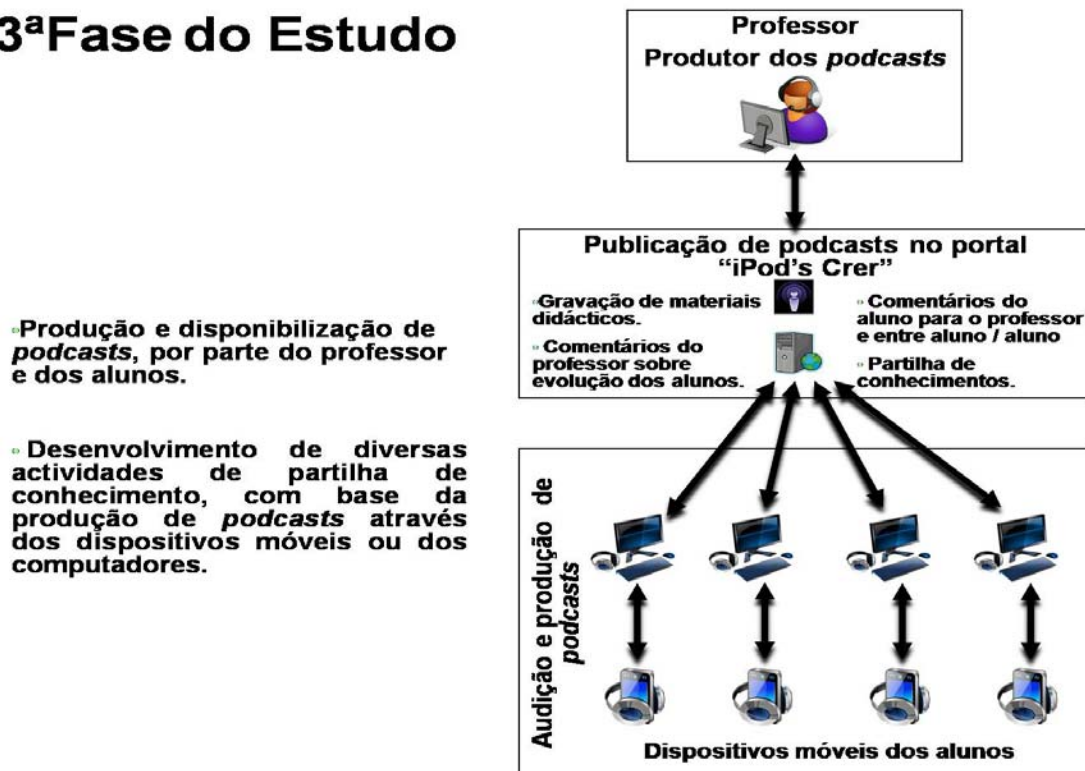 3ªFase do Estudo
Produção e disponibilização de
podcasts, por parte do professor
e dos alunos.
Desenvolvimento de diversas
actividades de partilha de
conhecimento, com base da
produção de podcasts através
dos dispositivos móveis ou dos
computadores.
Professor
Produtor dos podcasts
Publicação de podcasts no portal
“iPod’s Crer”
Gravação de materiais
didácticos.
Comentários do
professor sobre
evolução dos alunos.
Comentários do
aluno para o professor
e entre aluno / aluno
Partilha de
conhecimentos.
Audição e produção de
podcasts
Dispositivos móveis dos alunos